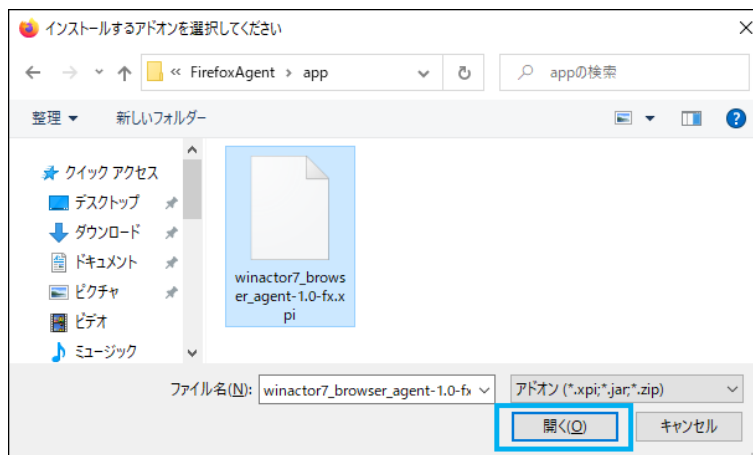 インストールするアドオンを選択してください
« FirefoxAgent › app
appの検索
整理
新しいフォルダー
クイック アクセス
デスクトップ
ダウンロード
ドキュメント
ピクチャ
ビデオ
ミュージック
winactor7_brows
er_agent-1.0-fx.x
pi
ファイル名(N):
winactor7_browser_agent-1.0-fx
アドオン (*.xpi;*.jar;*.zip)
開く(O)
キャンセル